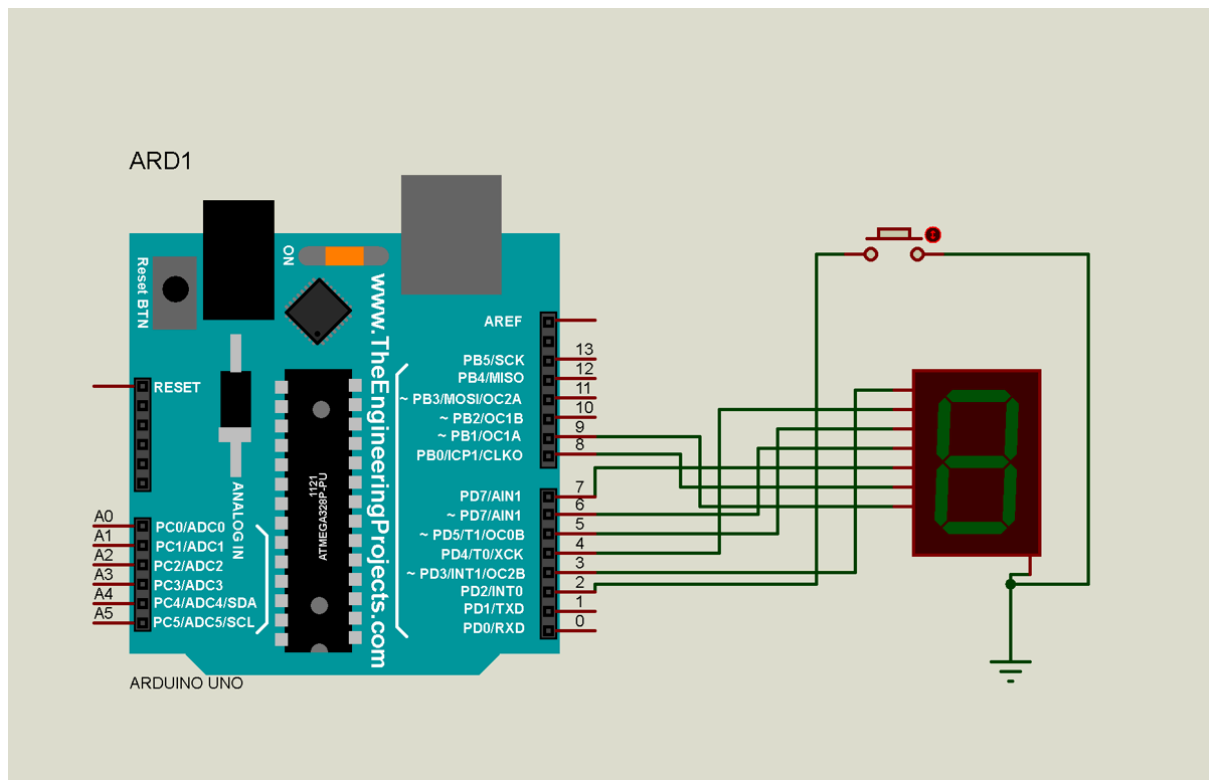 ARD1
Reset BTN
ON
www.TheEngineeringProjects.com
RESET
ANALOG IN
1121
ATMEGA328P-PU
AREF
PB5/SCK 13
PB4/MISO 12
~ PB3/MOSI/OC2A 11
~ PB2/OC1B 10
~ PB1/OC1A 9
PB0/ICP1/CLKO 8
PD7/AIN1 7
~ PD7/AIN1 6
~ PD5/T1/OC0B 5
PD4/T0/XCK 4
~ PD3/INT1/OC2B 3
PD2/INT0 2
PD1/TXD 1
PD0/RXD 0
A0 PC0/ADC0
A1 PC1/ADC1
A2 PC2/ADC2
A3 PC3/ADC3
A4 PC4/ADC4/SDA
A5 PC5/ADC5/SCL
ARDUINO UNO